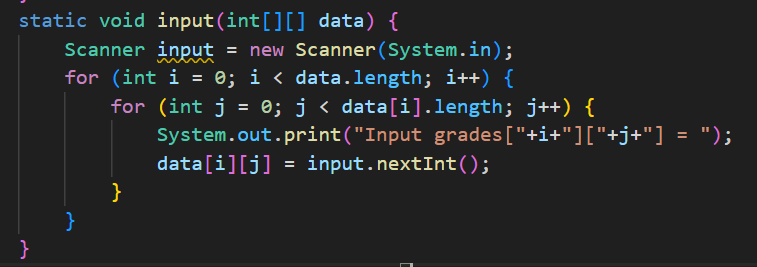 static void input(int[][] data) {
Scanner input = new Scanner(System.in);
for (int i = 0; i < data.length; i++) {
for (int j = 0; j < data[i].length; j++) {
System.out.print("Input grades["+i+"]["+j+"] = ");
data[i][j] = input.nextInt();
}
}
}